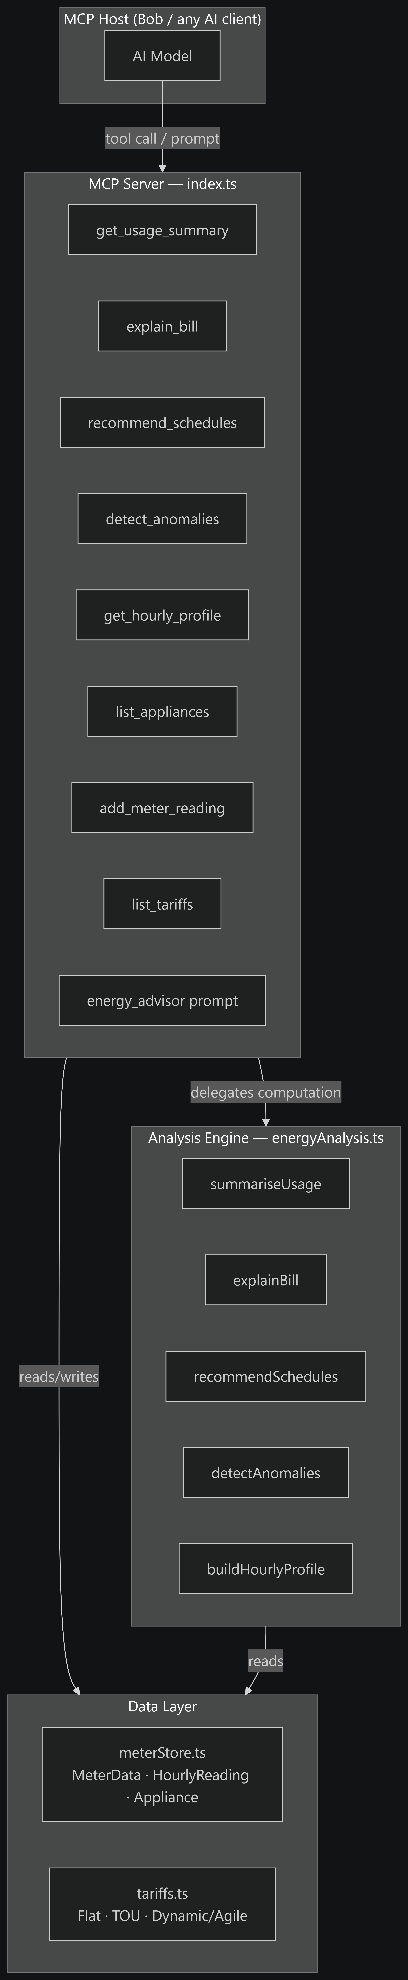 MCP Host (Bob / any AI client)
AI Model
tool call / prompt
MCP Server — index.ts
get_usage_summary
explain_bill
recommend_schedules
detect_anomalies
get_hourly_profile
list_appliances
add_meter_reading
list_tariffs
energy_advisor prompt
delegates computation
Analysis Engine — energyAnalysis.ts
summariseUsage
explainBill
recommendSchedules
reads/writes
detectAnomalies
buildHourlyProfile
reads
Data Layer
meterStore.ts
MeterData · HourlyReading
· Appliance
tariffs.ts
Flat · TOU · Dynamic/Agile